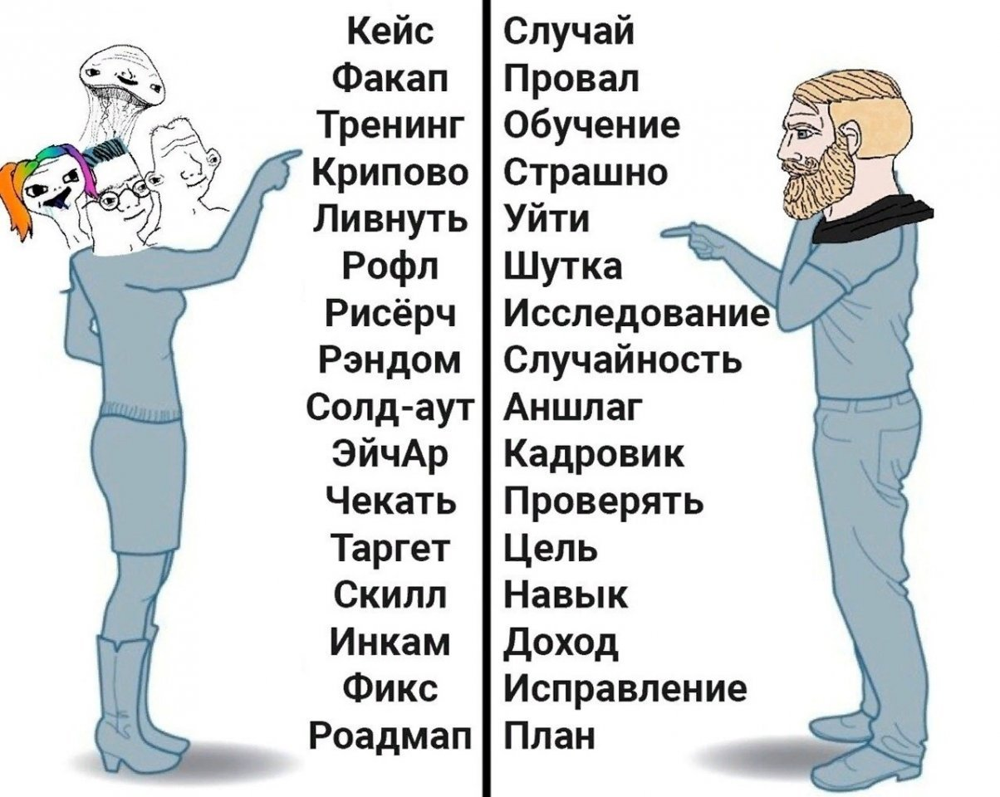 Кейс Случай
Факап Провал
Тренинг Обучение
Крипово Страшно
Ливнуть Уйти
Рофл Шутка
Рисёрч Исследование
Рэндом Случайность
Солд-аут Аншлаг
ЭйчАр Кадровик
Чекать Проверять
Таргет Цель
Скилл Навык
Инкам Доход
Фикс Исправление
Роадмап План